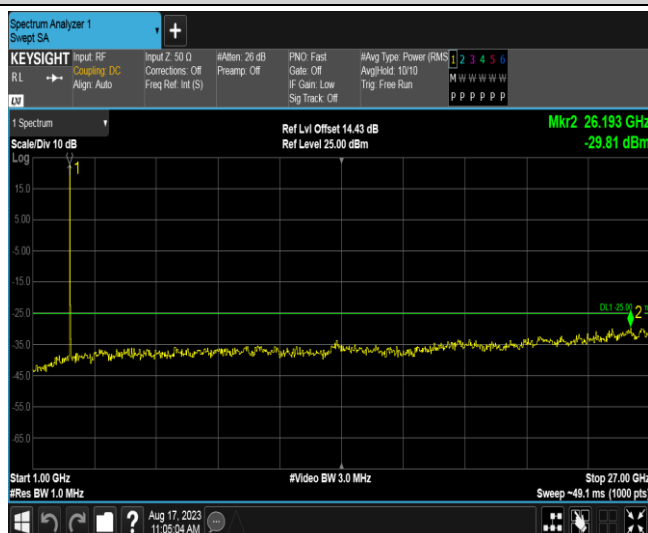 Spectrum Analyzer 1
Swept SA
+
KEYSIGHT
RL
LXI
Input: RF
Coupling: DC
Align: Auto
Input Z: 50 Ω
Corrections: Off
Freq Ref: Int (S)
#Atten: 26 dB
Preamp: Off
PNO: Fast
Gate: Off
IF Gain: Low
Sig Track: Off
#Avg Type: Power (RMS
Avg|Hold: 10/10
Trig: Free Run
1 2 3 4 5 6
M W W W W W
P P P P P P
1 Spectrum
Scale/Div 10 dB
Ref Lvl Offset 14.43 dB
Ref Level 25.00 dBm
Mkr2 26.193 GHz
-29.81 dBm
Log
1
15.0
5.00
-5.00
-15.0
-25.0
DL1 -25.00
2
-35.0
-45.0
-55.0
-65.0
Start 1.00 GHz
#Video BW 3.0 MHz
Stop 27.00 GHz
#Res BW 1.0 MHz
Sweep ~49.1 ms (1000 pts)
?
Aug 17, 2023
11:05:04 AM